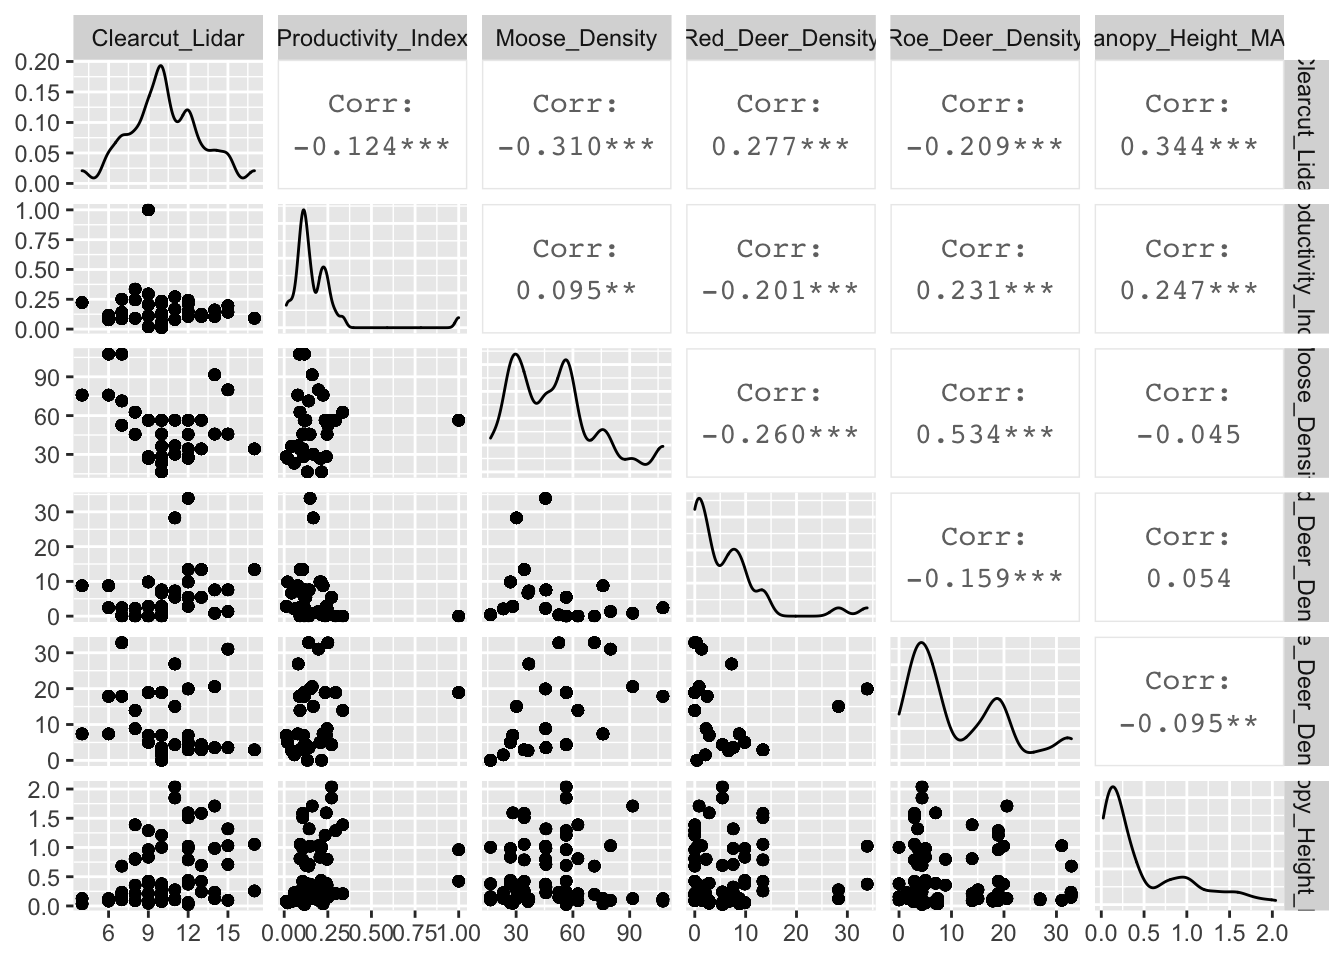 Clearcut_Lidar Productivity_Index Moose_Density Red_Deer_Density Roe_Deer_Density anopy_Height_MA
0.20
0.15
0.10
0.05
0.00
Corr:
-0.124***
Corr:
-0.310***
Corr:
0.277***
Corr:
-0.209***
Corr:
0.344***
Clearcut_Lida
1.00
0.75
0.50
0.25
0.00
Corr:
0.095**
Corr:
-0.201***
Corr:
0.231***
Corr:
0.247***
oductivity_Ind
90
60
30
Corr:
-0.260***
Corr:
0.534***
Corr:
-0.045
oose_Densit
30
20
10
0
Corr:
-0.159***
Corr:
0.054
d_Deer_Den
30
20
10
0
Corr:
-0.095**
e_Deer_Den
2.0
1.5
1.0
0.5
0.0
opy_Height_
6 9 12 15 0.00 0.25 0.50 0.75 1.00 30 60 90 0 10 20 30 0 10 20 30 0.0 0.5 1.0 1.5 2.0